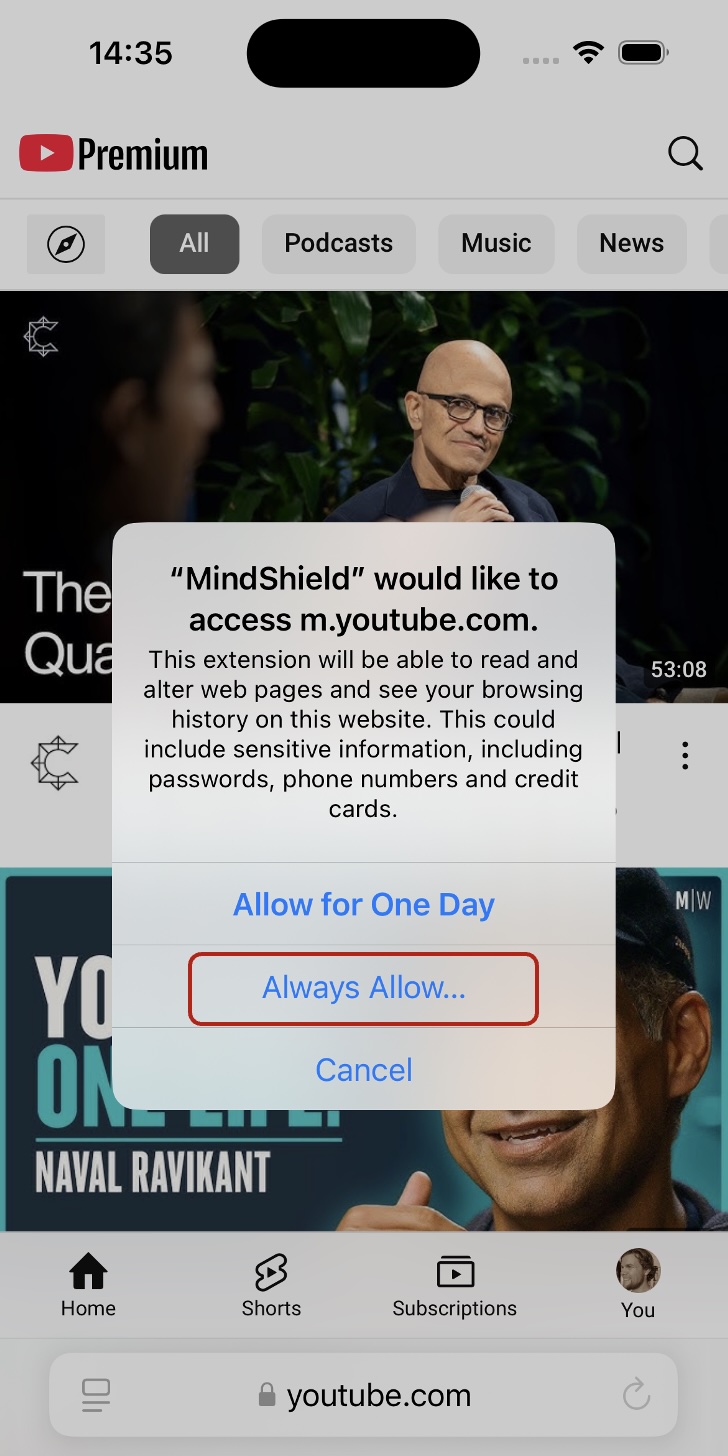 14:35
Premium
All Podcasts Music News
The
Qua
53:08
“MindShield” would like to
access m.youtube.com.
This extension will be able to read and
alter web pages and see your browsing
history on this website. This could
include sensitive information, including
passwords, phone numbers and credit
cards.
Allow for One Day
Always Allow...
Cancel
M|W
YO
ONE LIFE!
NAVAL RAVIKANT
Home Shorts Subscriptions You
youtube.com